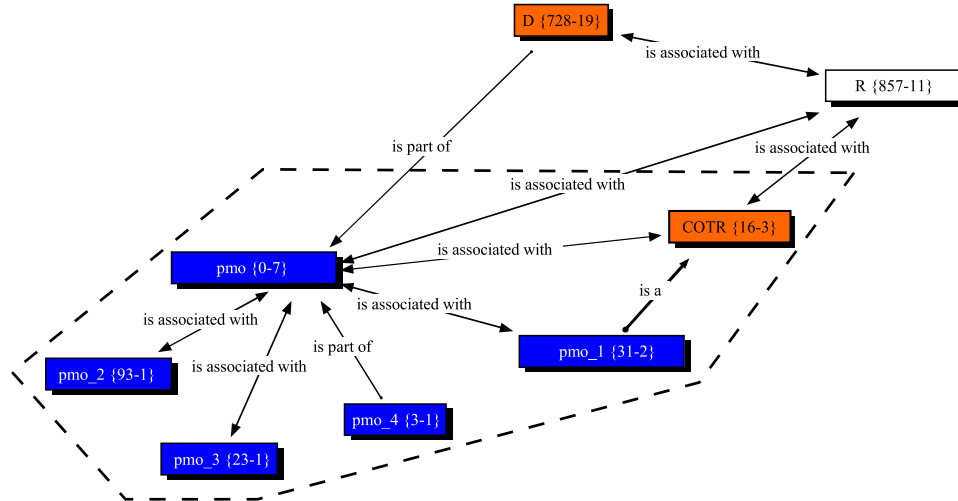 D {728-19}
is associated with
R {857-11}
is part of
is associated with
is associated with
COTR {16-3}
is associated with
pmo {0-7}
is a
is associated with
is associated with
is part of
pmo_1 {31-2}
is associated with
pmo_2 {93-1}
pmo_4 {3-1}
pmo_3 {23-1}